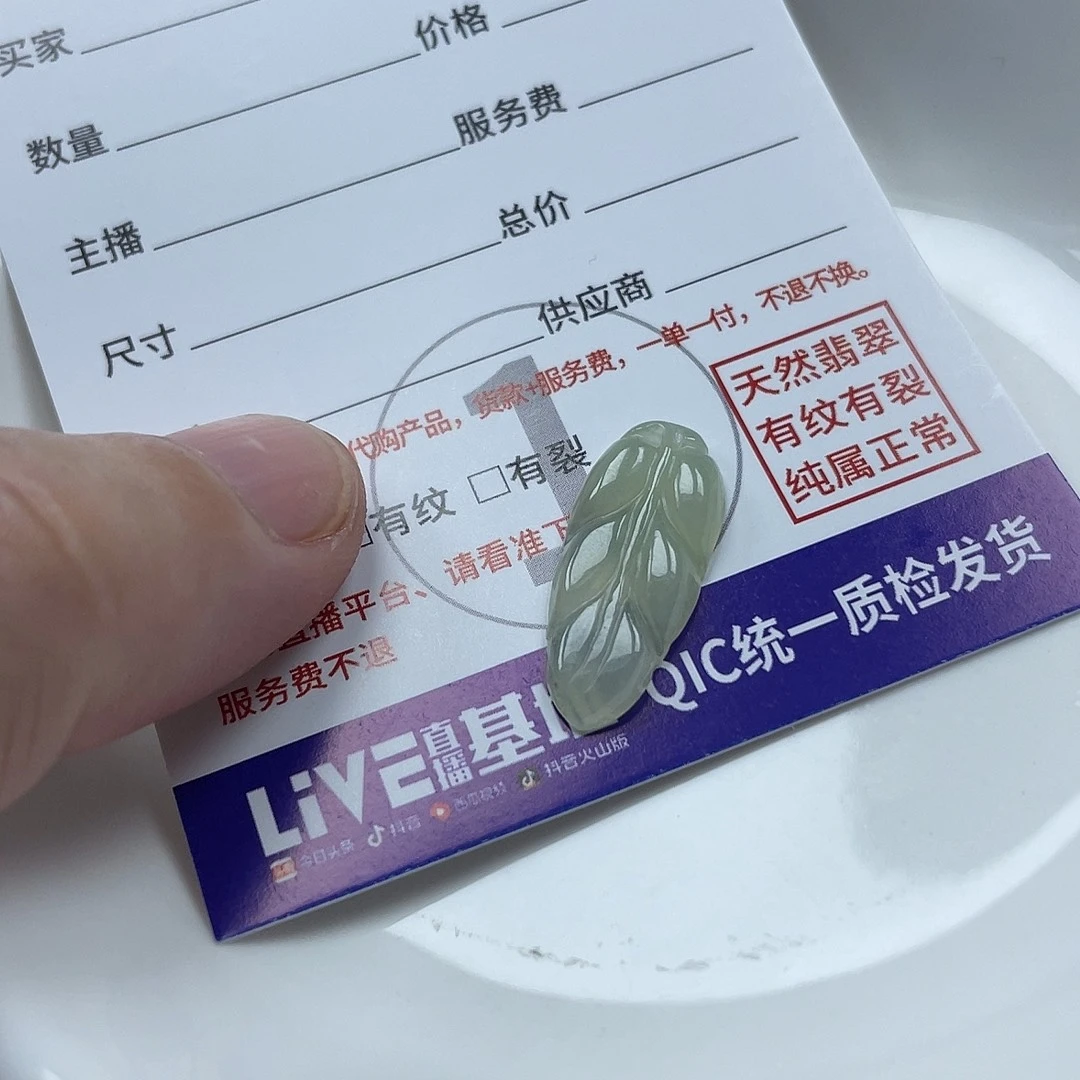 买家 价格
数量 服务费
主播 总价
尺寸 供应商
代购产品，货款+服务费，一单一付，不退不换。
1
有纹 □有裂
请看准下
直播平台、
服务费不退
天然翡翠
有纹有裂
纯属正常
LiVE直播基 QIC统一质检发货
今日头条 抖音 西瓜视频 抖音火山版